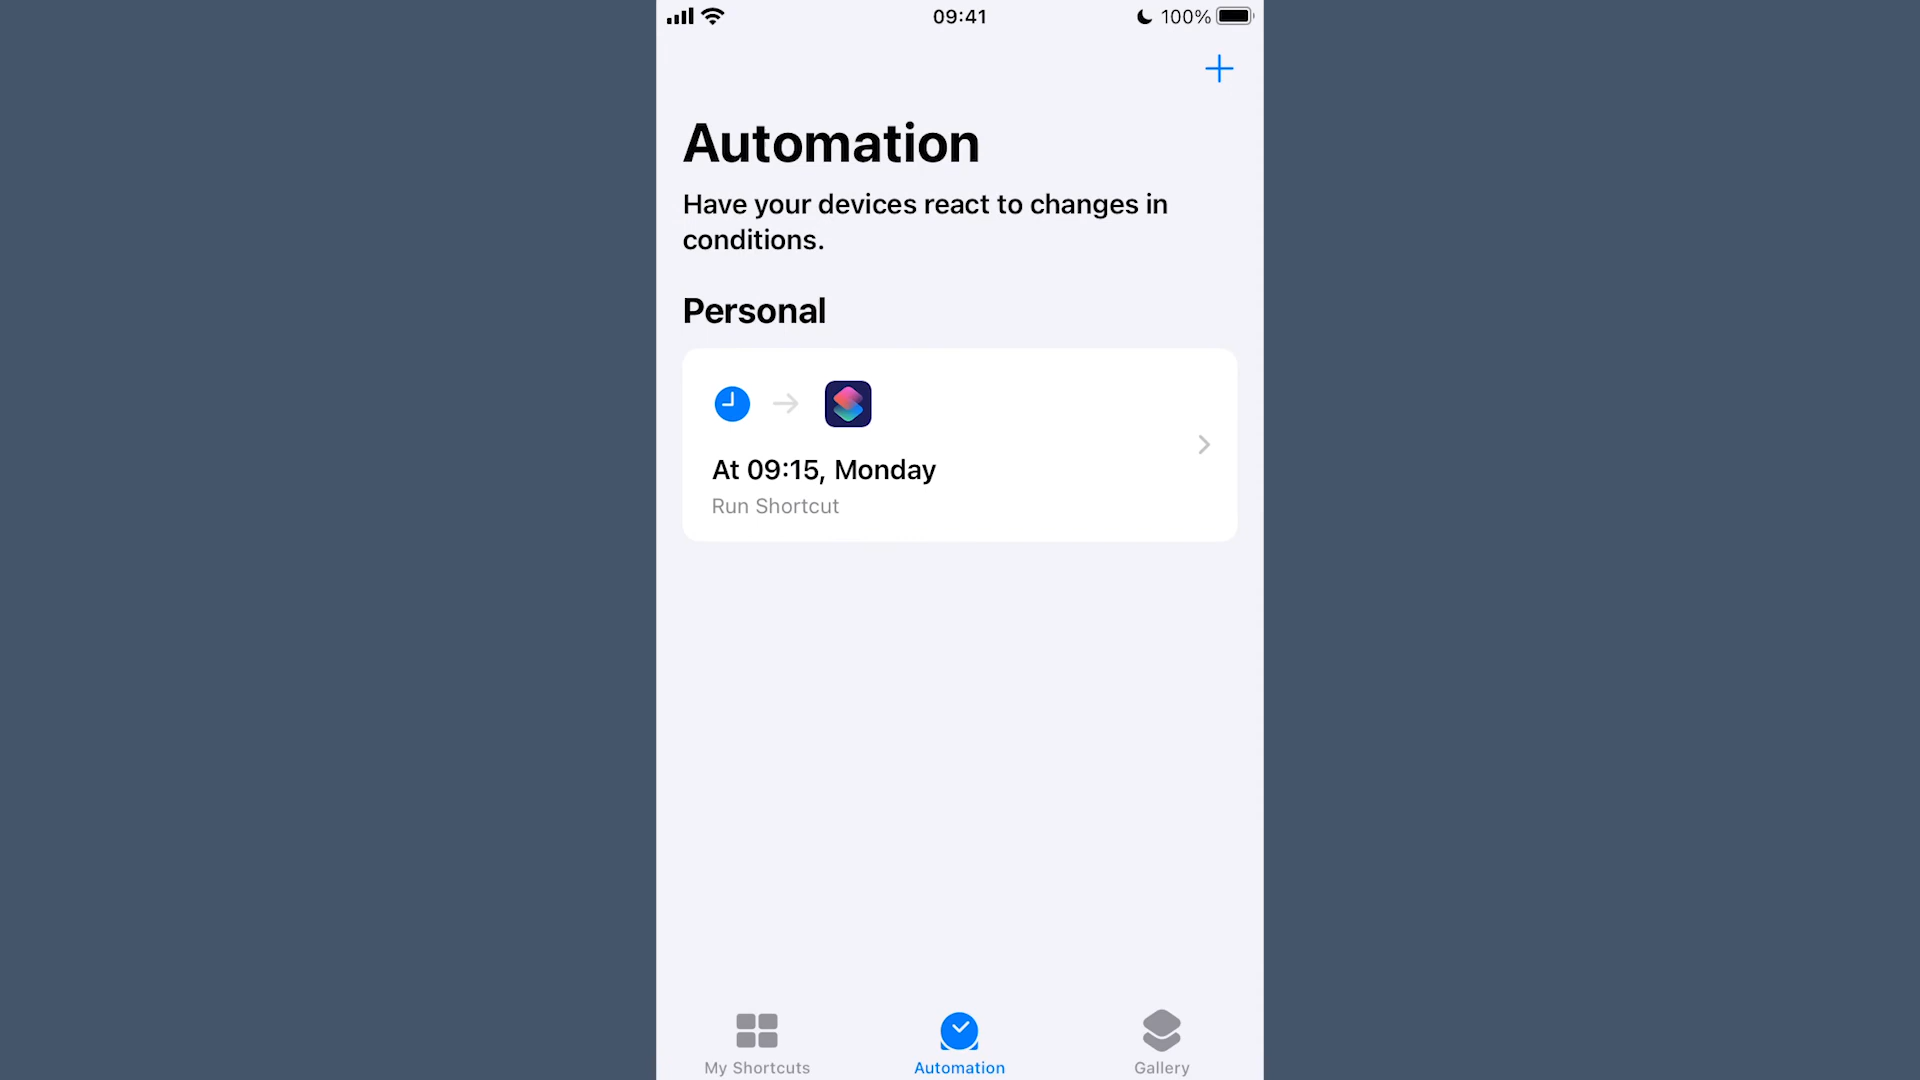 09:41
100%
Automation
Have your devices react to changes in
conditions.
Personal
At 09:15, Monday
Run Shortcut
My Shortcuts
Automation
Gallery